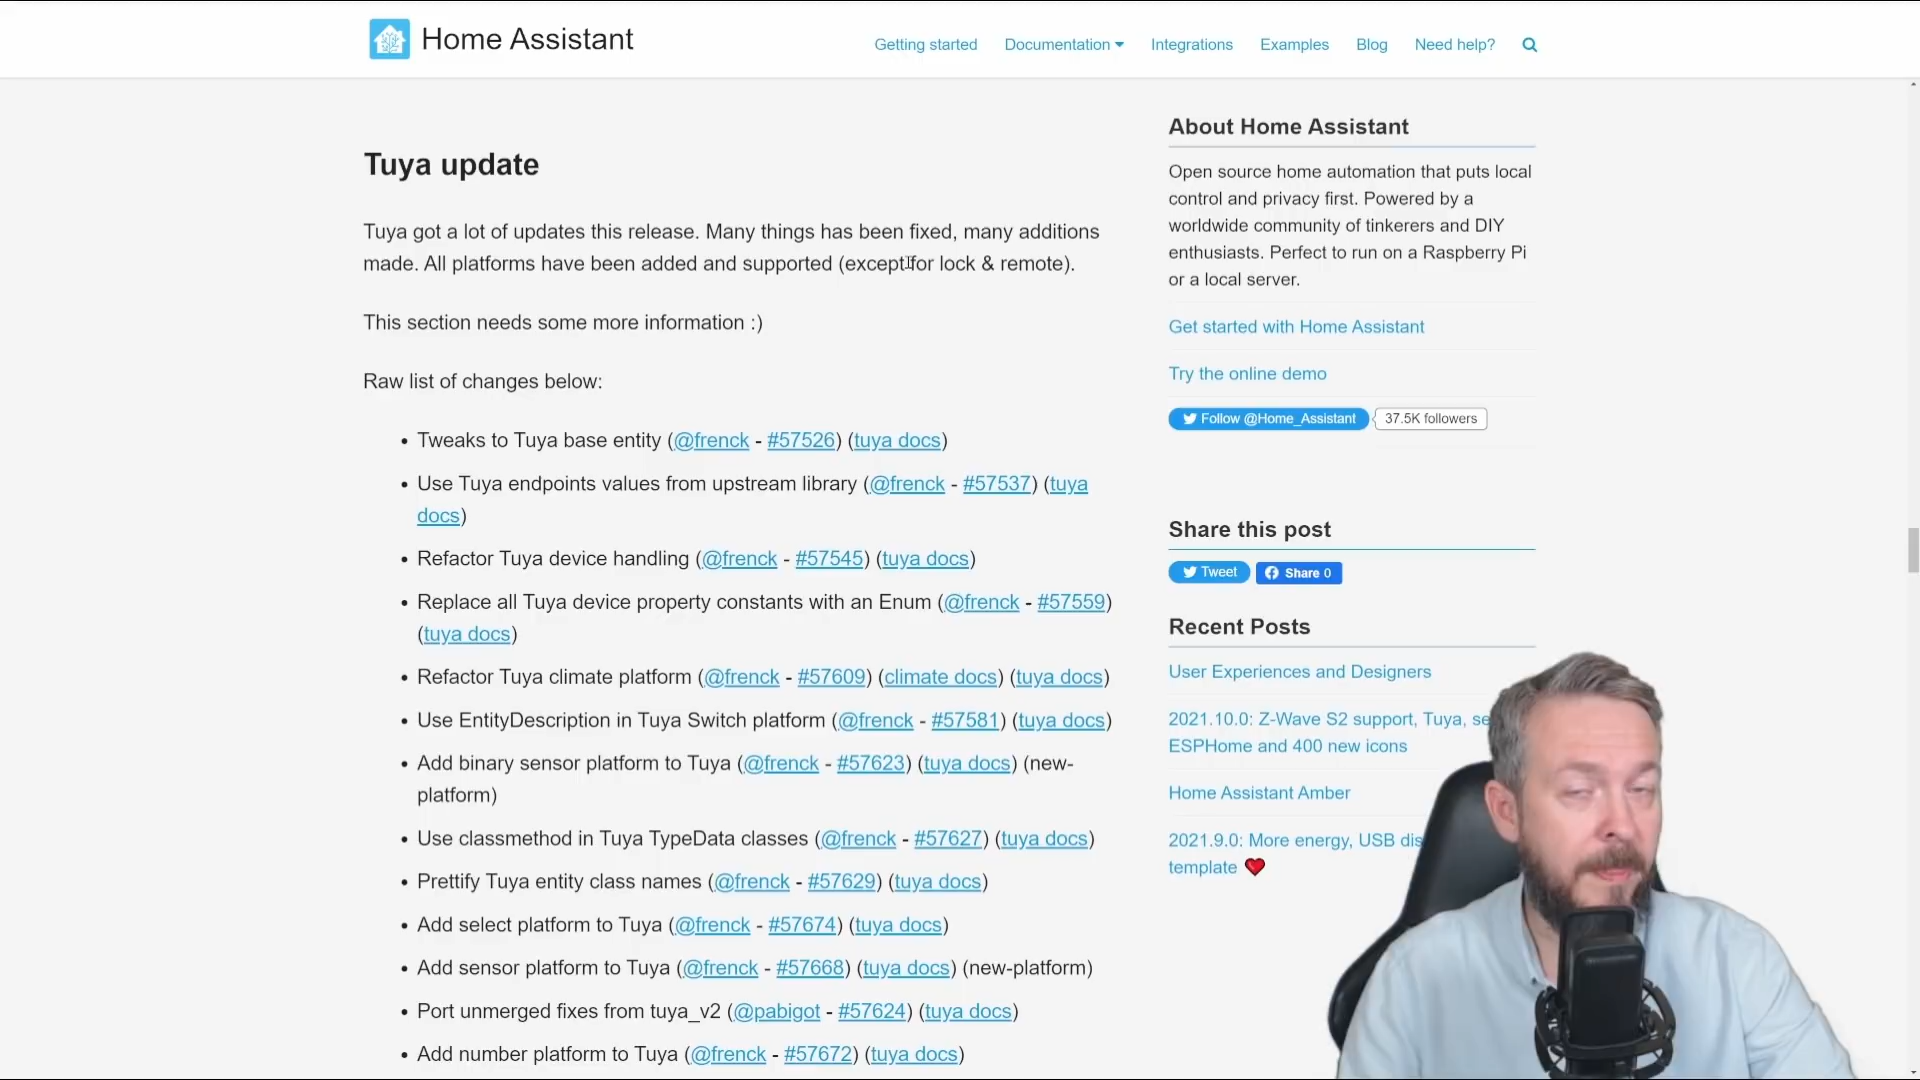 Home Assistant
Getting started
Documentation
Integrations
Examples
Blog
Need help?
Tuya update
Tuya got a lot of updates this release. Many things has been fixed, many additions
made. All platforms have been added and supported (except for lock & remote).
This section needs some more information :)
Raw list of changes below:
• Tweaks to Tuya base entity (@frenck - #57526) (tuya docs)
• Use Tuya endpoints values from upstream library (@frenck - #57537) (tuya
docs)
• Refactor Tuya device handling (@frenck - #57545) (tuya docs)
• Replace all Tuya device property constants with an Enum (@frenck - #57559)
(tuya docs)
• Refactor Tuya climate platform (@frenck - #57609) (climate docs) (tuya docs)
• Use EntityDescription in Tuya Switch platform (@frenck - #57581) (tuya docs)
• Add binary sensor platform to Tuya (@frenck - #57623) (tuya docs) (new-
platform)
• Use classmethod in Tuya TypeData classes (@frenck - #57627) (tuya docs)
• Prettify Tuya entity class names (@frenck - #57629) (tuya docs)
• Add select platform to Tuya (@frenck - #57674) (tuya docs)
• Add sensor platform to Tuya (@frenck - #57668) (tuya docs) (new-platform)
• Port unmerged fixes from tuya_v2 (@pabigot - #57624) (tuya docs)
• Add number platform to Tuya (@frenck - #57672) (tuya docs)
About Home Assistant
Open source home automation that puts local
control and privacy first. Powered by a
worldwide community of tinkerers and DIY
enthusiasts. Perfect to run on a Raspberry Pi
or a local server.
Get started with Home Assistant
Try the online demo
Follow @Home_Assistant
37.5K followers
Share this post
Tweet
Share 0
Recent Posts
User Experiences and Designers
2021.10.0: Z-Wave S2 support, Tuya,
ESPHome and 400 new icons
Home Assistant Amber
2021.9.0: More energy, USB
template ❤